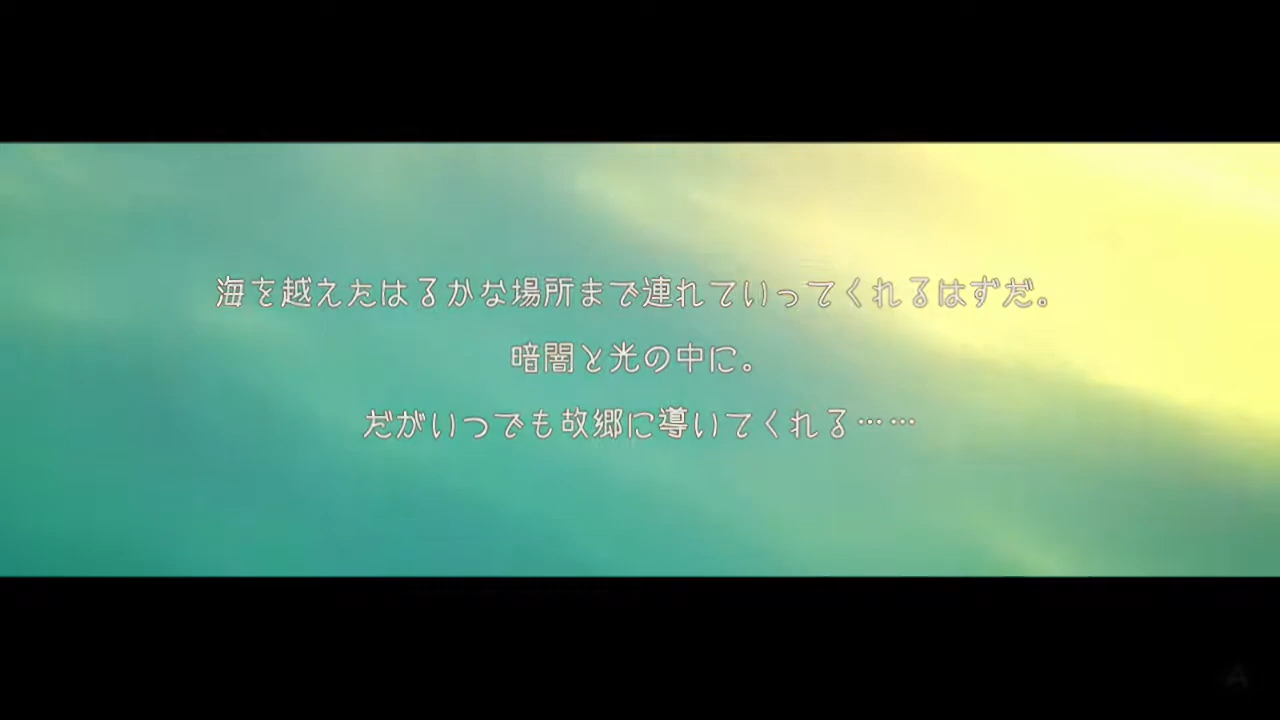 海を越えたはるかな場所まで連れていってくれるはずだ。
暗闇と光の中に。
だがいつでも故郷に導いてくれる……